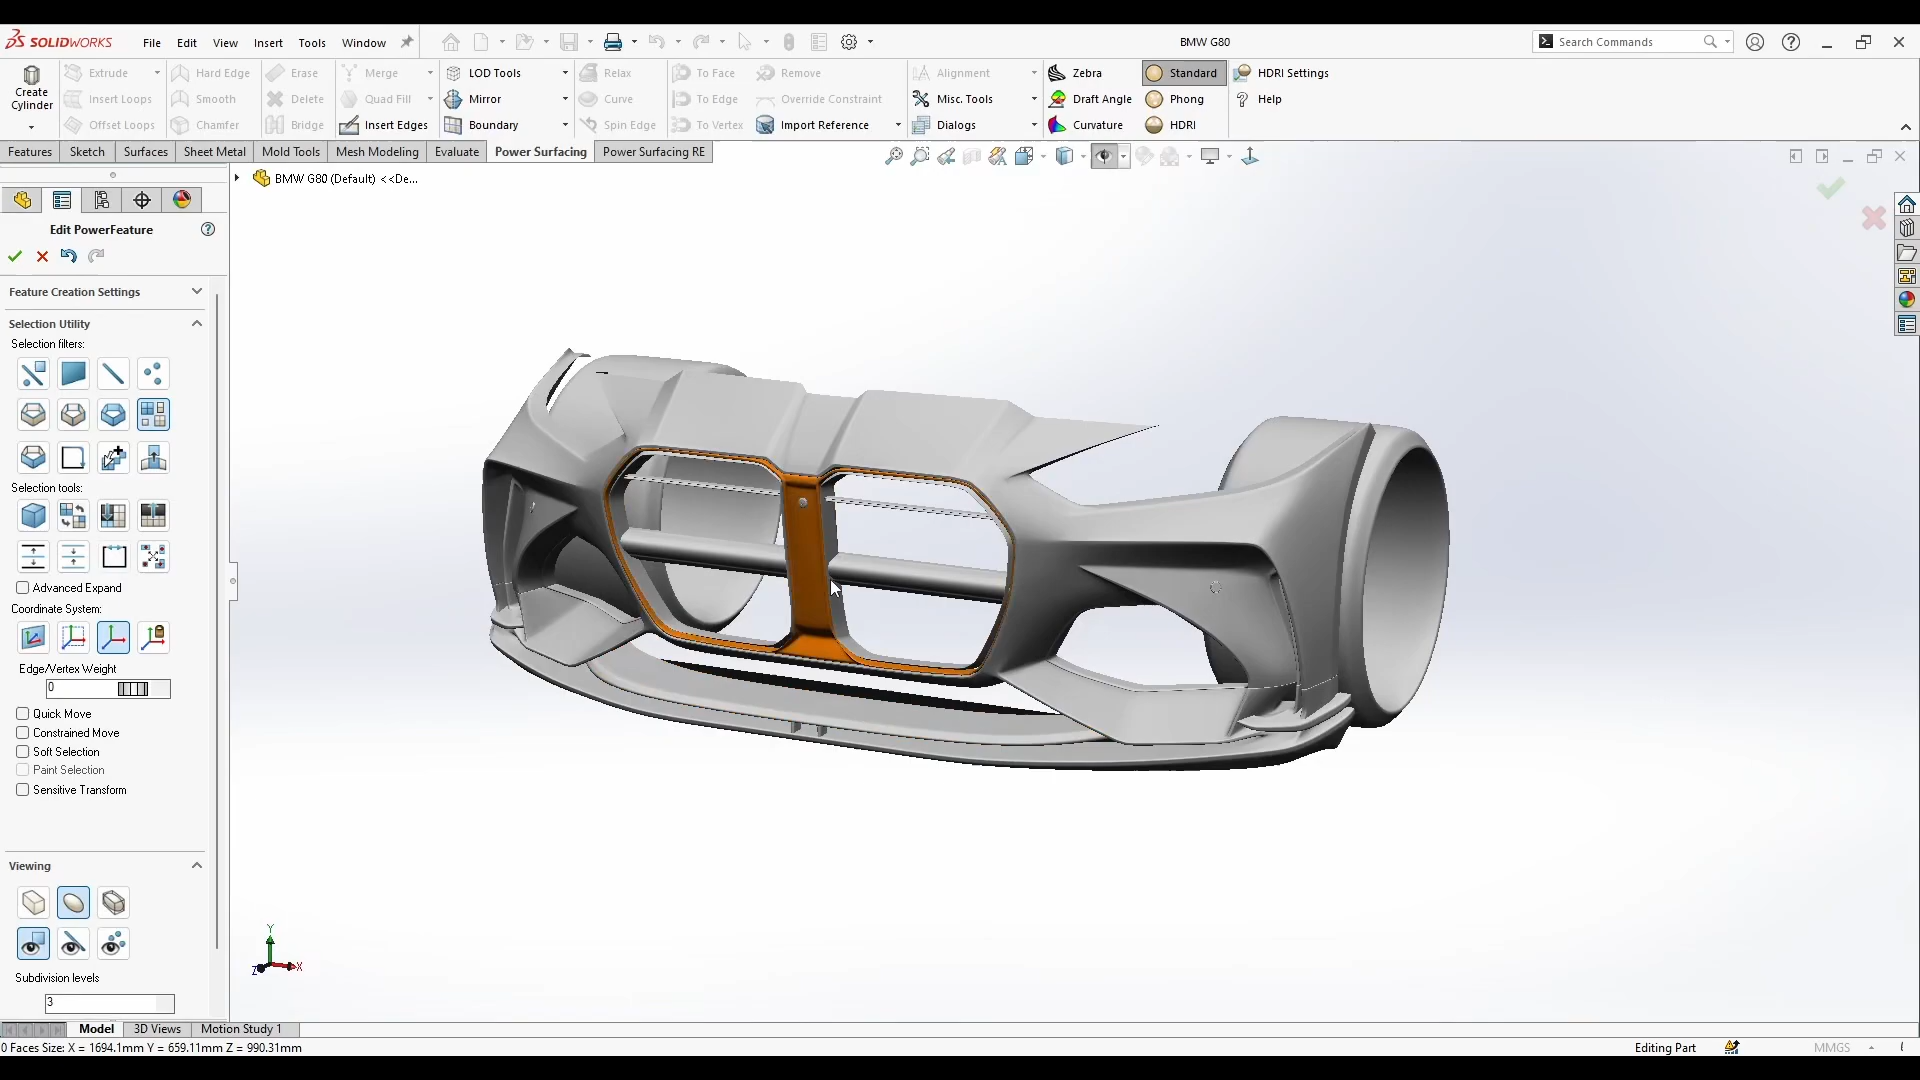 SOLIDWORKS
File Edit View Insert Tools Window
BMW G80
Search Commands
Create
Cylinder
Extrude
Insert Loops
Offset Loops
Hard Edge
Smooth
Chamfer
Erase
Delete
Bridge
Merge
Quad Fill
Insert Edges
LOD Tools
Mirror
Boundary
Relax
Curve
Spin Edge
To Face
To Edge
To Vertex
Remove
Override Constraint
Import Reference
Alignment
Misc. Tools
Dialogs
Zebra
Draft Angle
Curvature
Standard
Phong
HDRI
HDRI Settings
Help
Features Sketch Surfaces Sheet Metal Mold Tools Mesh Modeling Evaluate Power Surfacing Power Surfacing RE
BMW G80 (Default) <<De...
Edit PowerFeature
Feature Creation Settings
Selection Utility
Selection filters:
Selection tools:
Advanced Expand
Coordinate System:
Edge/Vertex Weight
0
Quick Move
Constrained Move
Soft Selection
Paint Selection
Sensitive Transform
Viewing
Subdivision levels
3
Y
Z X
Model 3D Views Motion Study 1
0 Faces Size: X = 1694.1mm Y = 659.11mm Z = 990.31mm
Editing Part
MMGS